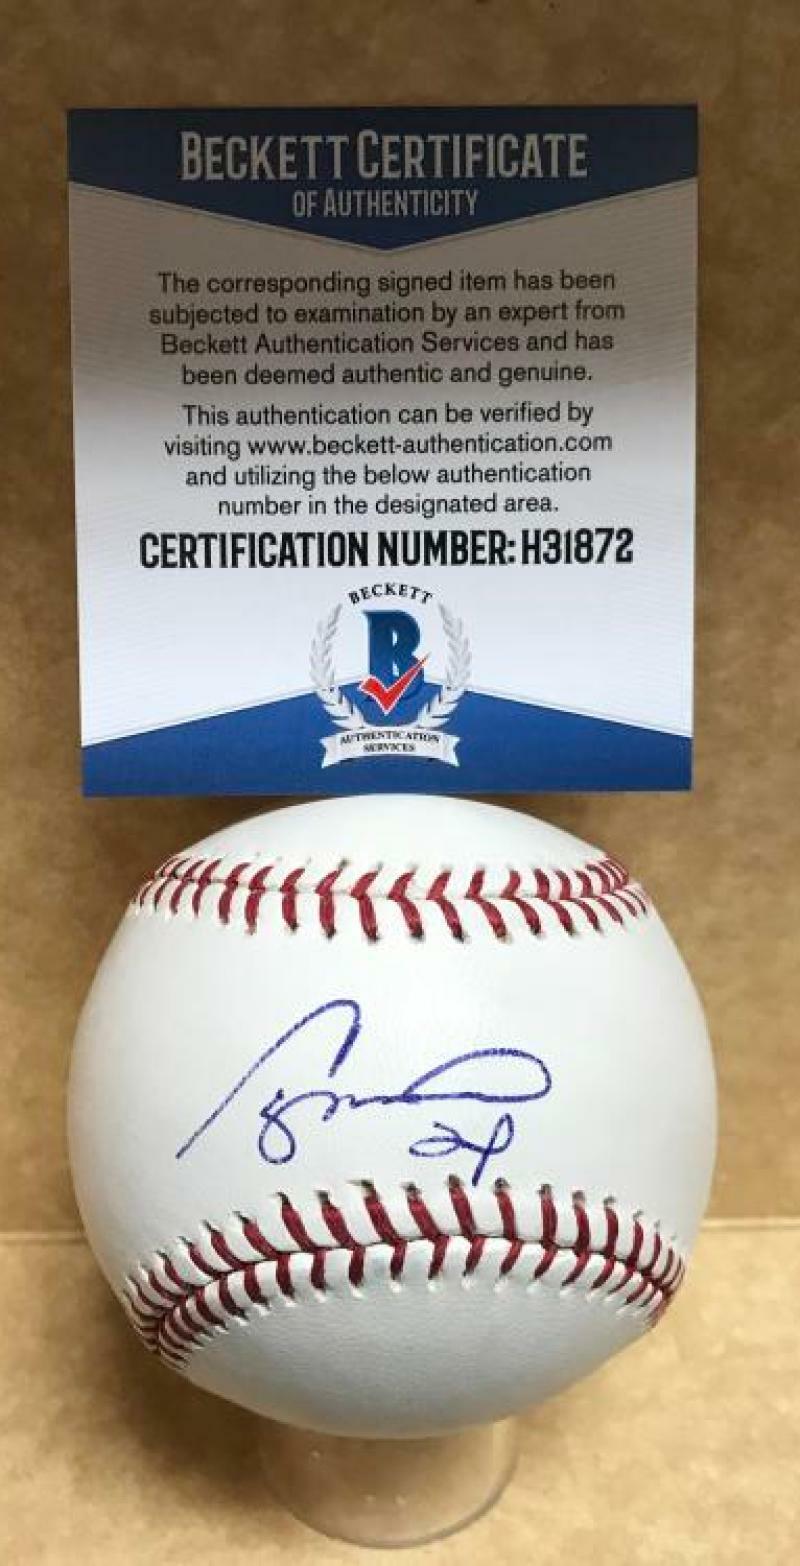 BECKETT CERTIFICATE
OF AUTHENTICITY
The corresponding signed item has been
subjected to examination by an expert from
Beckett Authentication Services and has
been deemed authentic and genuine.
This authentication can be verified by
visiting www.beckett-authentication.com
and utilizing the below authentication
number in the designated area.
CERTIFICATION NUMBER: H31872
BECKETT
B
AUTHENTICATION
SERVICES
24